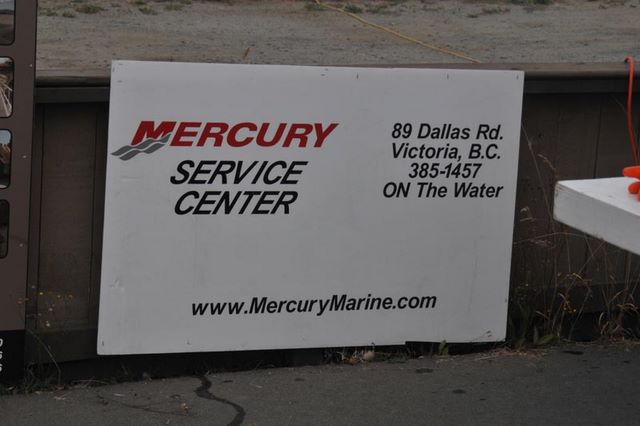 MERCURY
SERVICE
CENTER
89 Dallas Rd.
Victoria, B.C.
385-1457
ON The Water
www.MercuryMarine.com